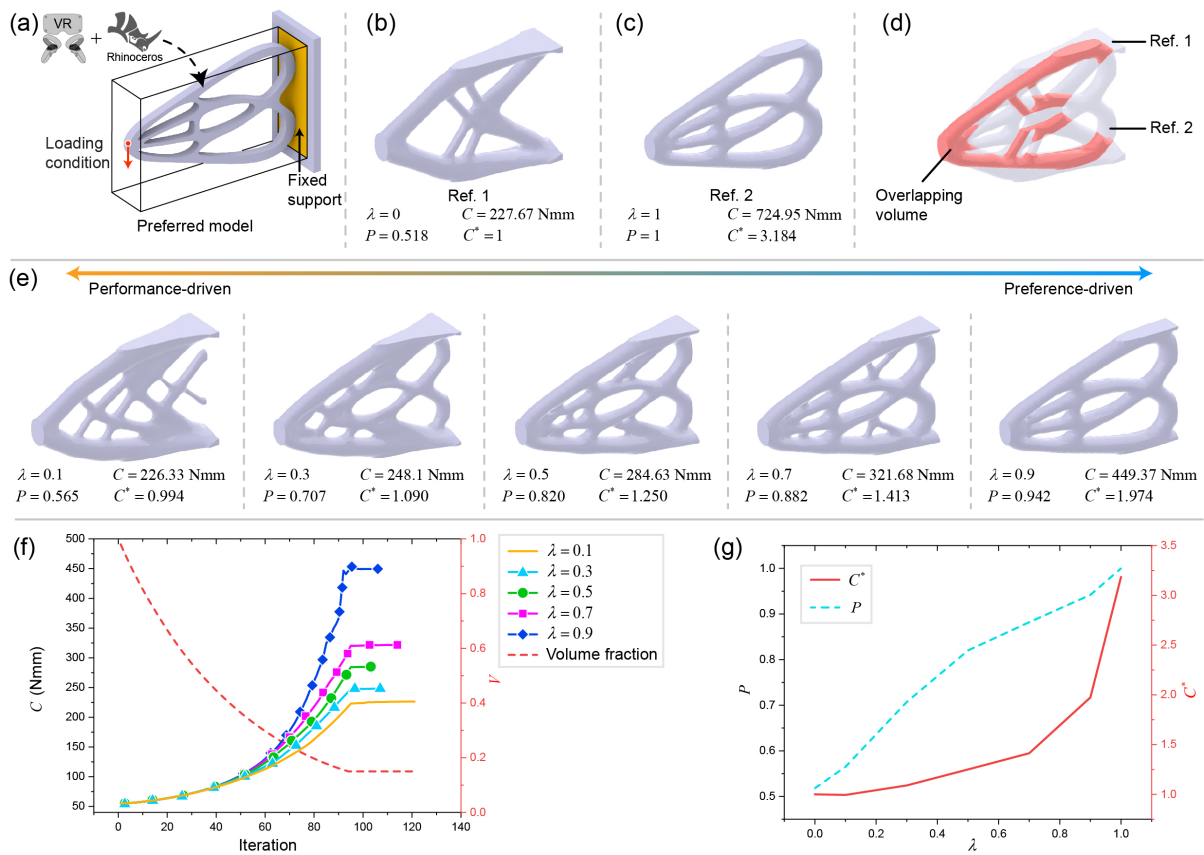 (a)
VR
+
Rhinoceros
Loading
condition
Fixed
support
Preferred model
(b)
Ref. 1
λ = 0 C = 227.67 Nmm
P = 0.518 C* = 1
(c)
Ref. 2
λ = 1 C = 724.95 Nmm
P = 1 C* = 3.184
(d)
Ref. 1
Ref. 2
Overlapping
volume
(e)
Performance-driven Preference-driven
λ = 0.1 C = 226.33 Nmm
P = 0.565 C* = 0.994
λ = 0.3 C = 248.1 Nmm
P = 0.707 C* = 1.090
λ = 0.5 C = 284.63 Nmm
P = 0.820 C* = 1.250
λ = 0.7 C = 321.68 Nmm
P = 0.882 C* = 1.413
λ = 0.9 C = 449.37 Nmm
P = 0.942 C* = 1.974
(f)
500
450
400
350
300
250
200
150
100
50
C (Nmm)
0 20 40 60 80 100 120 140
Iteration
1.0
0.8
0.6
0.4
0.2
0.0
V
λ = 0.1
λ = 0.3
λ = 0.5
λ = 0.7
λ = 0.9
Volume fraction
(g)
1.0
0.9
0.8
0.7
0.6
0.5
P
C*
P
0.0 0.2 0.4 0.6 0.8 1.0
λ
3.5
3.0
2.5
2.0
1.5
1.0
C*